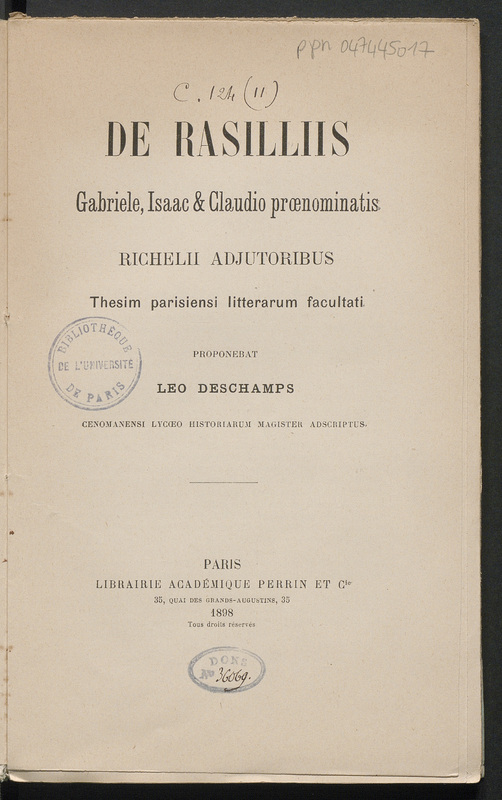 ppn 047445017
C. 124 (11)
DE RASILLIIS
Gabriele, Isaac & Claudio prœnominatis
RICHELII ADJUTORIBUS
Thesim parisiensi litterarum facultati
PROPONEBAT
LEO DESCHAMPS
CENOMANENSI LYCŒO HISTORIARUM MAGISTER ADSCRIPTUS.
BIBLIOTHÉQUE
DE L'UNIVERSITÉ
DE PARIS
PARIS
LIBRAIRIE ACADÉMIQUE PERRIN ET Cie
35, QUAI DES GRANDS-AUGUSTINS, 35
1898
Tous droits réservés
DONS
No 36069.